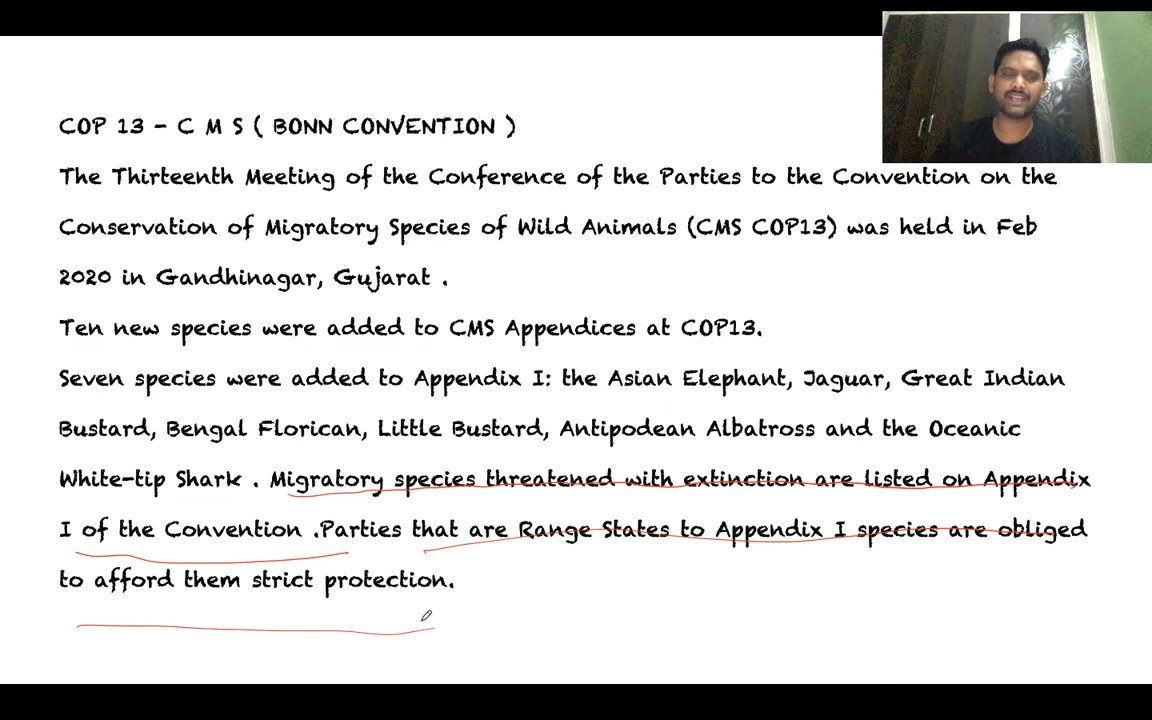 COP 13 - C M S ( BONN CONVENTION )
The Thirteenth Meeting of the Conference of the Parties to the Convention on the
Conservation of Migratory Species of Wild Animals (CMS COP13) was held in Feb
2020 in Gandhinagar, Gujarat .
Ten new species were added to CMS Appendices at COP13.
Seven species were added to Appendix I: the Asian Elephant, Jaguar, Great Indian
Bustard, Bengal Florican, Little Bustard, Antipodean Albatross and the Oceanic
White-tip Shark . Migratory species threatened with extinction are listed on Appendix
I of the Convention .Parties that are Range States to Appendix I species are obliged
to afford them strict protection.